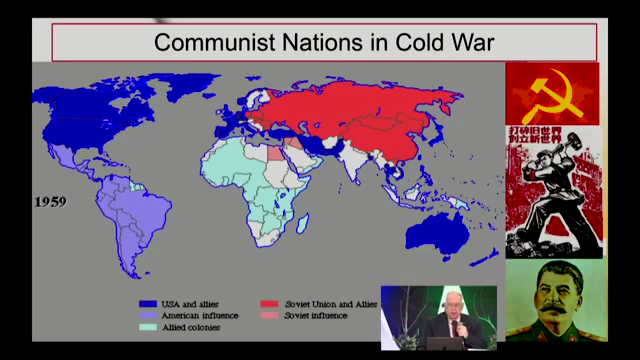 Communist Nations in Cold War
打碎旧世界
创立新世界
1959
USA and allies
American influence
Allied colonies
Soviet Union and Allies
Soviet influence